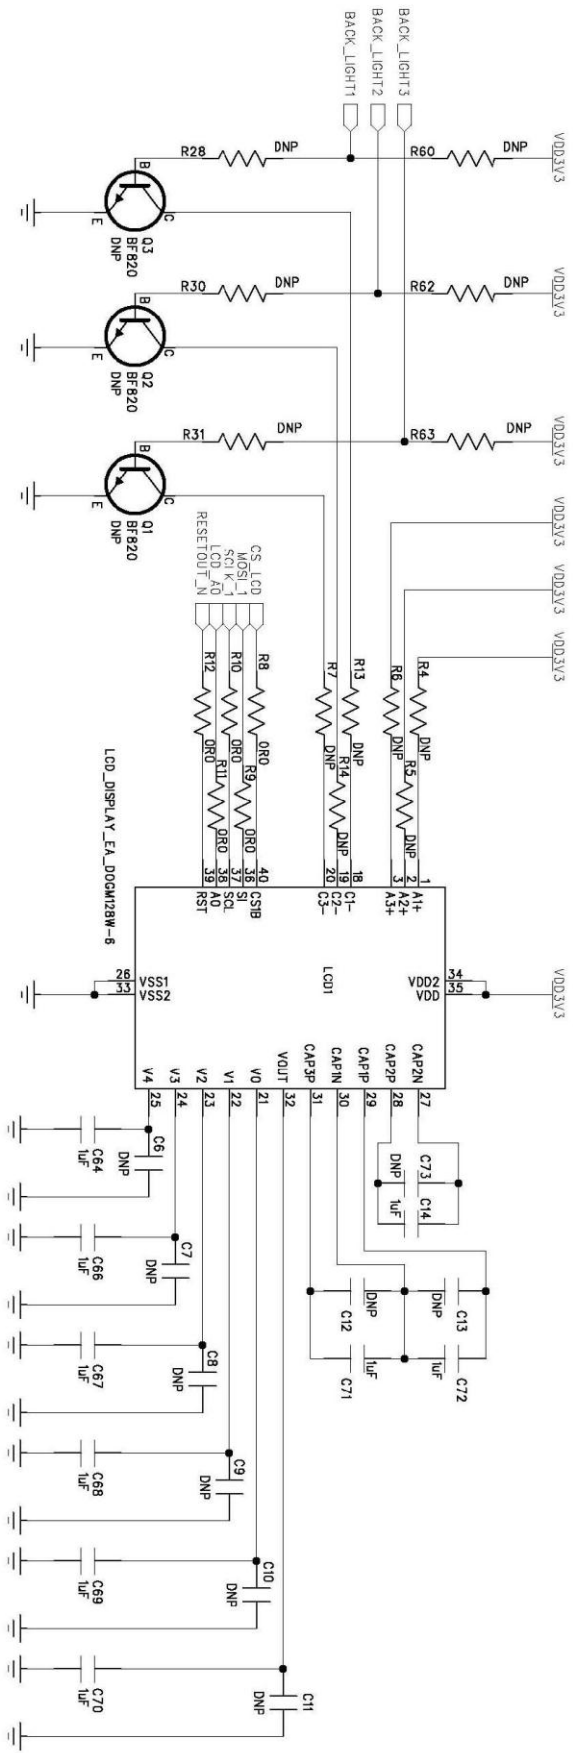 BACK_LIGHT1
BACK_LIGHT2
BACK_LIGHT3
VDD3V3
R28
DNP
R60
DNP
B
C
E
Q3
BF820
DNP
VDD3V3
R30
DNP
R62
DNP
B
C
E
Q2
BF820
DNP
VDD3V3
R31
DNP
R63
DNP
B
C
E
Q1
BF820
DNP
VDD3V3
VDD3V3
VDD3V3
CS_LCD
MOSI_1
SCLK_1
LCD_A0
RESETOUT_N
R4
DNP
R5
DNP
R6
DNP
R13
DNP
R14
DNP
R7
DNP
R8
0R0
R9
0R0
R10
0R0
R11
0R0
R12
0R0
1 A1+
2 A2+
3 A3+
18 C1-
19 C2-
20 C3-
40 CS1B
36 SI
37 SCL
38 A0
39 RST
LCD_DISPLAY_EA_DOGM128W-6
LCD1
VDD3V3
VDD2 34
VDD 35
26 VSS1
33 VSS2
CAP2N 27
CAP2P 28
CAP1P 29
CAP1N 30
CAP3P 31
VOUT 32
V0 21
V1 22
V2 23
V3 24
V4 25
C73
DNP
C14
1uF
C13
DNP
C12
DNP
C72
1uF
C71
1uF
C6
DNP
C64
1uF
C7
DNP
C66
1uF
C8
DNP
C67
1uF
C9
DNP
C68
1uF
C10
DNP
C69
1uF
C11
DNP
C70
1uF